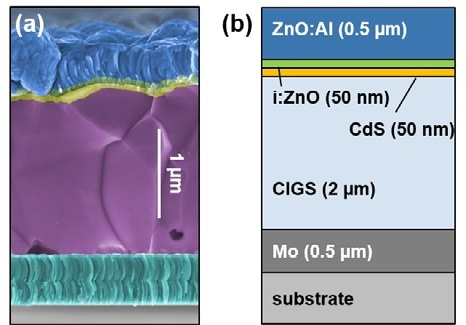 (a)
1 µm
(b)
ZnO:Al (0.5 µm)
i:ZnO (50 nm)
CdS (50 nm)
CIGS (2 µm)
Mo (0.5 µm)
substrate